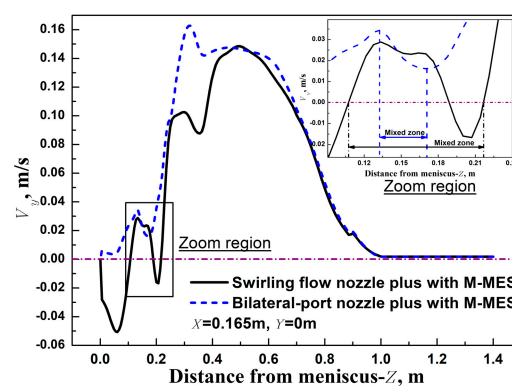 0.16
0.14
0.12
0.10
0.08
0.06
0.04
0.02
0.00
-0.02
-0.04
-0.06
V_y, m/s
0.0 0.2 0.4 0.6 0.8 1.0 1.2 1.4
Distance from meniscus-Z, m
Zoom region
Swirling flow nozzle plus with M-MES
Bilateral-port nozzle plus with M-MES
X=0.165m, Y=0m
0.03
0.02
0.01
0.00
0.01
0.02
V_y, m/s
Mixed zone
Mixed zone
0.12 0.15 0.18 0.21
Distance from meniscus-Z, m
Zoom region